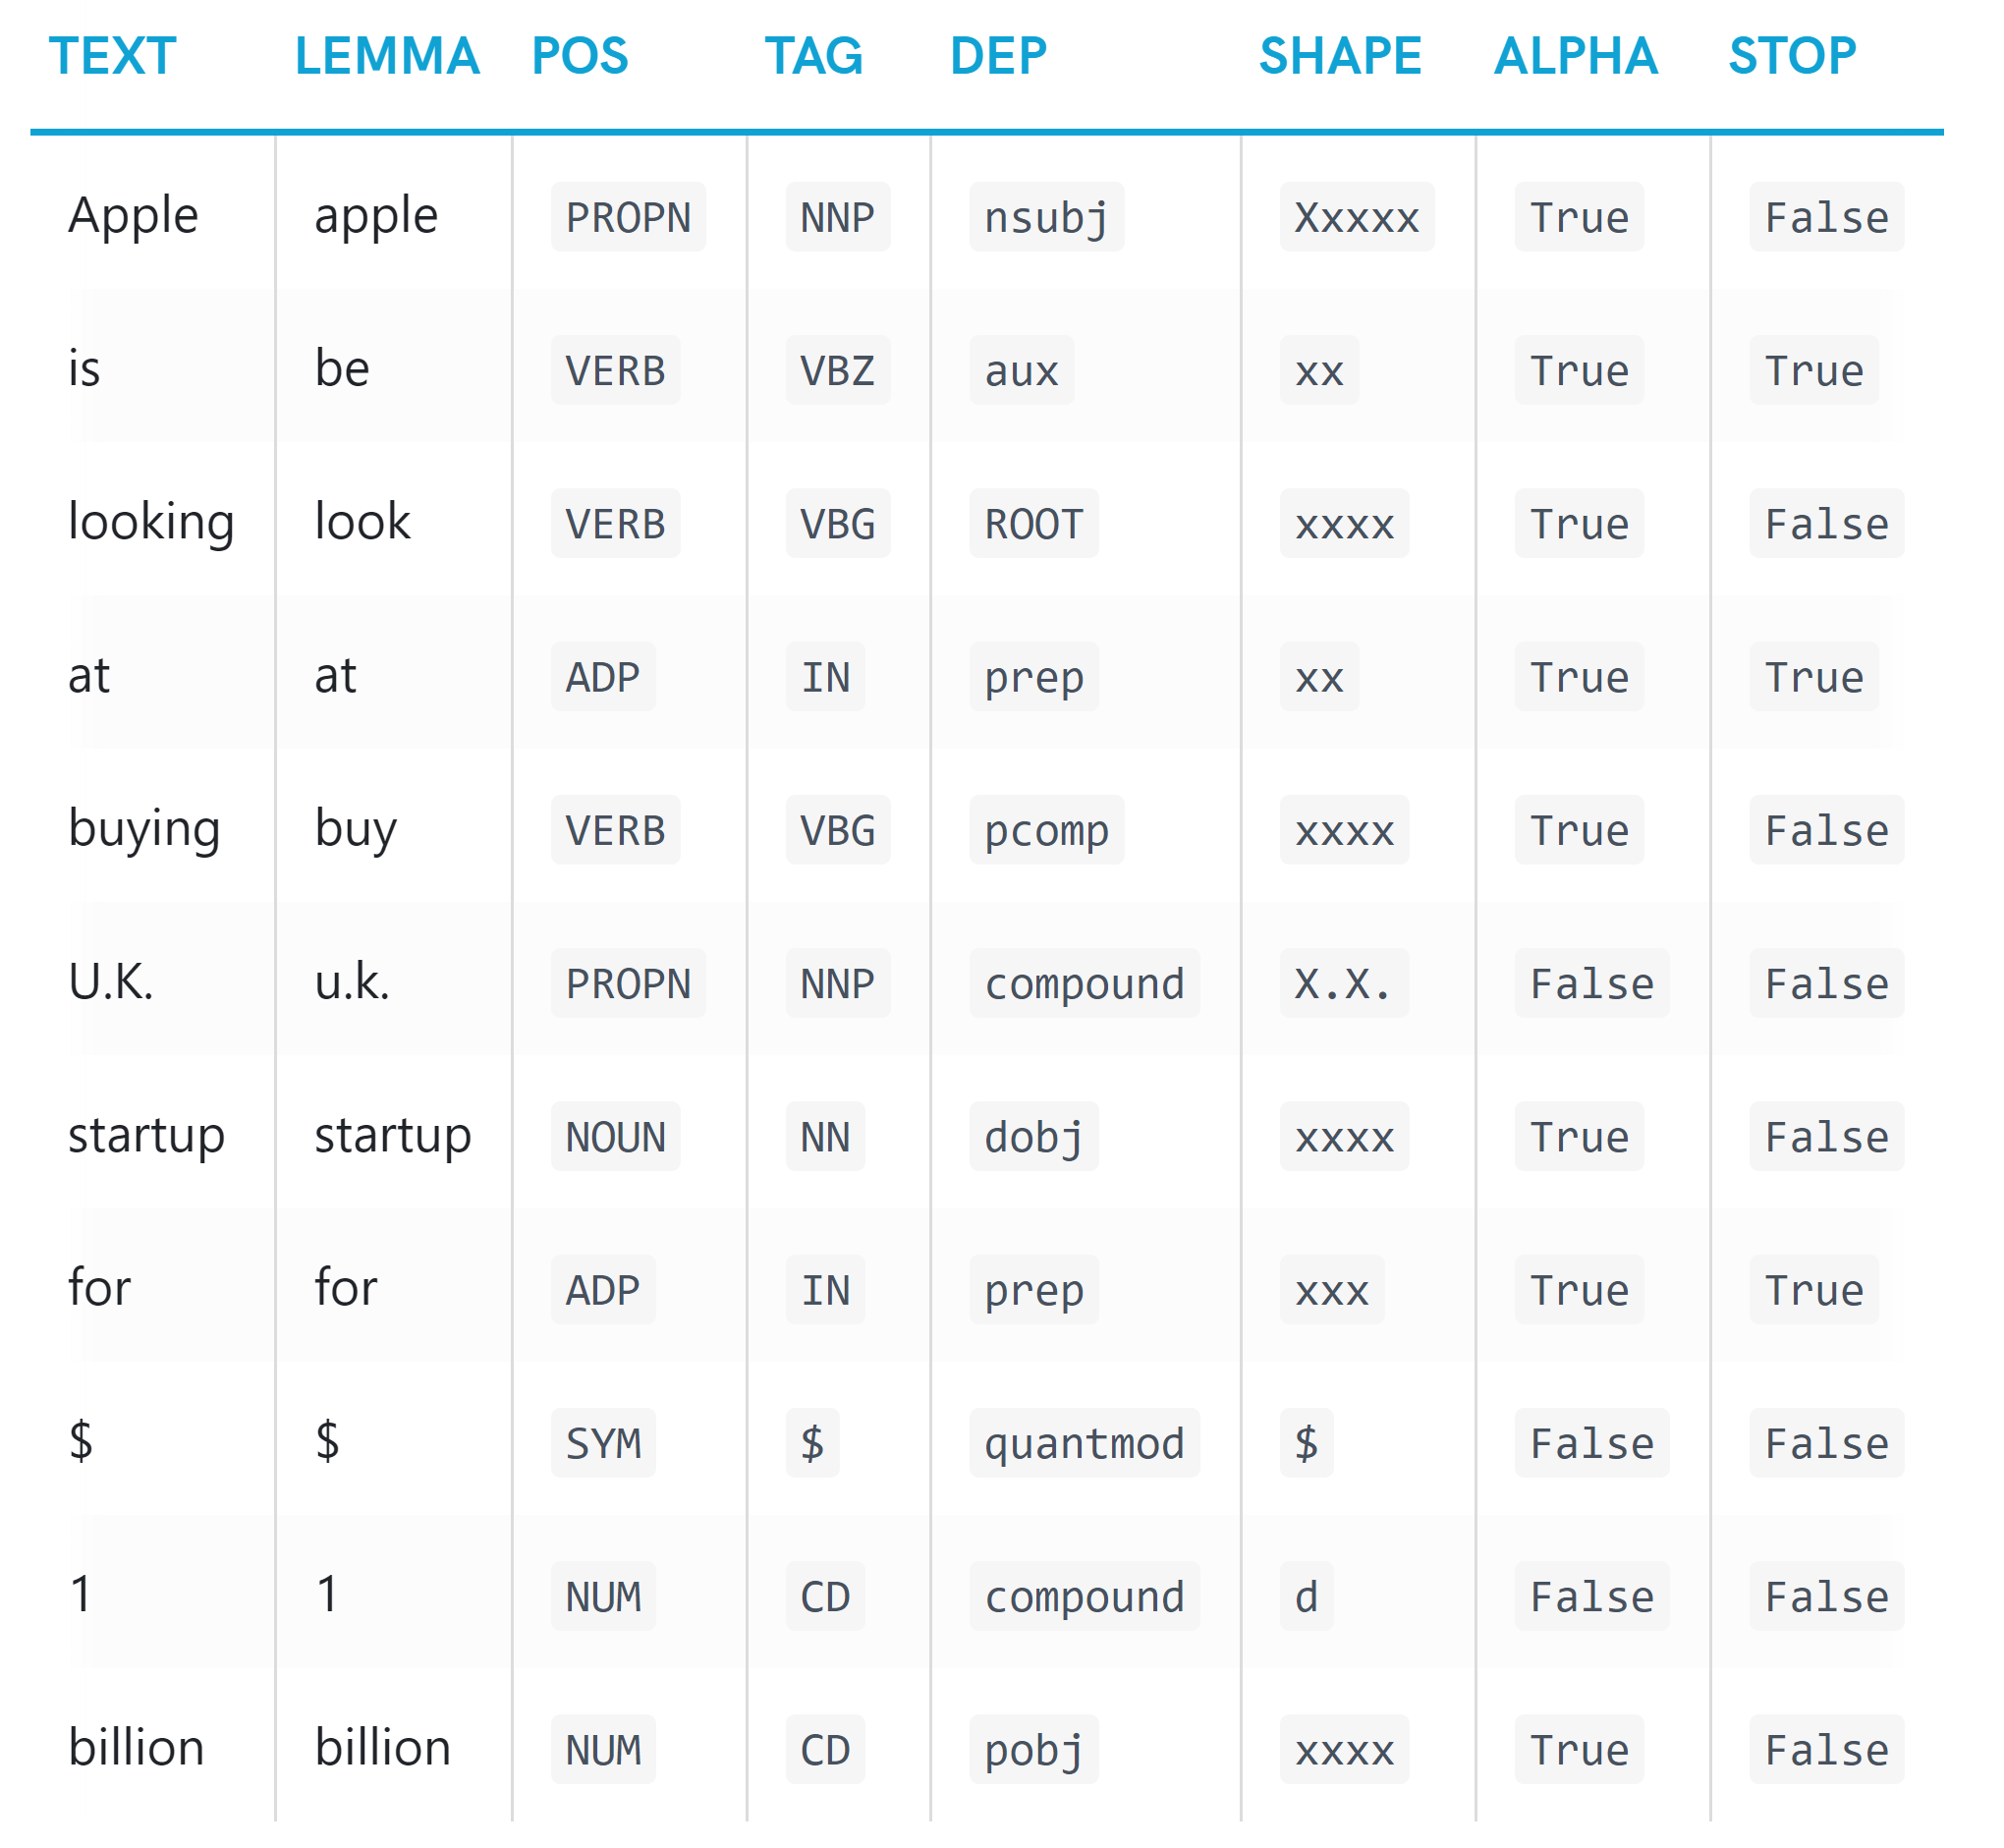 TEXT LEMMA POS TAG DEP SHAPE ALPHA STOP
Apple apple PROPN NNP nsubj Xxxxx True False
is be VERB VBZ aux xx True True
looking look VERB VBG ROOT xxxx True False
at at ADP IN prep xx True True
buying buy VERB VBG pcomp xxxx True False
U.K. u.k. PROPN NNP compound X.X. False False
startup startup NOUN NN dobj xxxx True False
for for ADP IN prep xxx True True
$ $ SYM $ quantmod $ False False
1 1 NUM CD compound d False False
billion billion NUM CD pobj xxxx True False